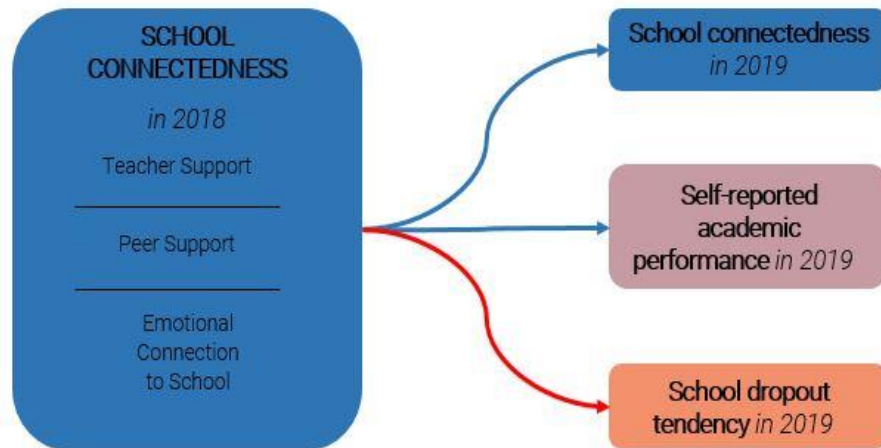 SCHOOL
CONNECTEDNESS
in 2018
Teacher Support
Peer Support
Emotional
Connection
to School
School connectedness
in 2019
Self-reported
academic
performance in 2019
School dropout
tendency in 2019